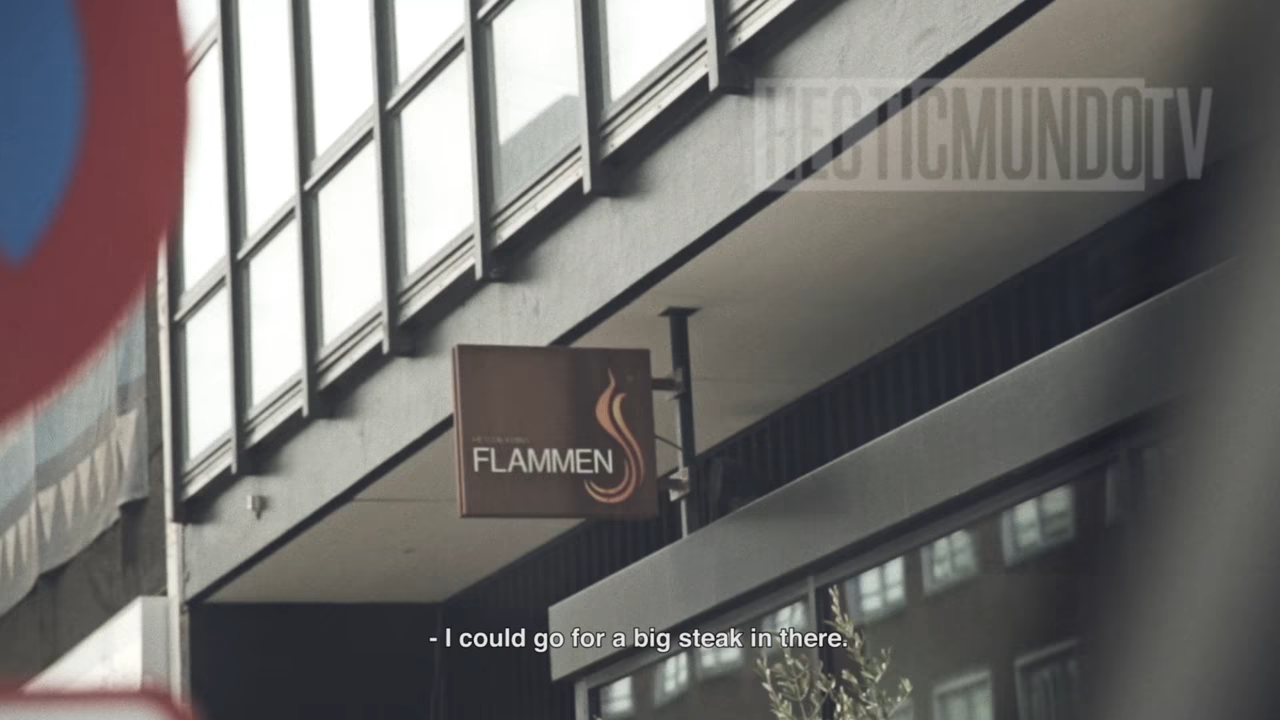 HECTICMUNDOTV
FLAMMEN
- I could go for a big steak in there.